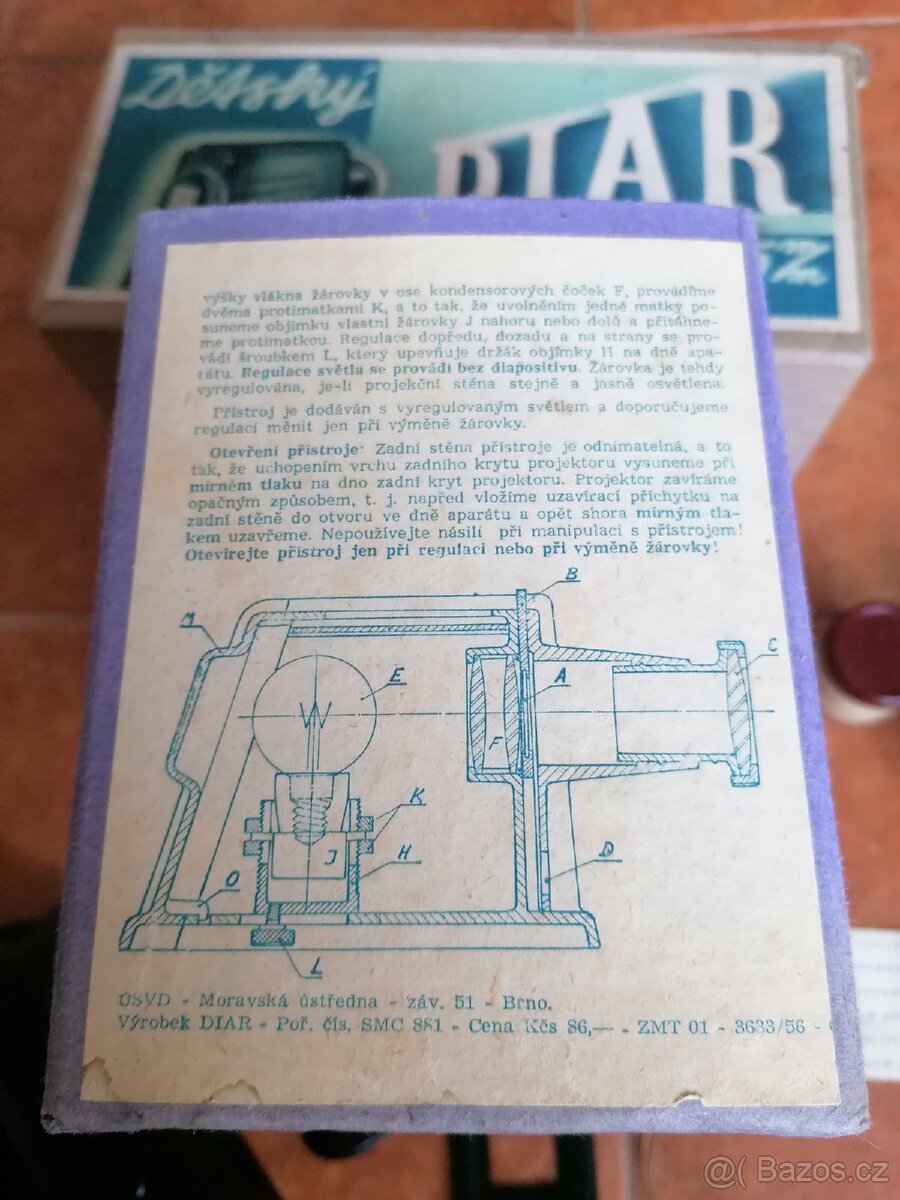 Dětský
DIAR
výšky vlákna žárovky v ose kondensorových čoček F, provádíme
dvěma protimatkami K, a to tak, že uvolněním jedné matky po-
suneme objímku vlastní žárovky J nahoru nebo dolů a přitáhne-
me protimatkou. Regulace dopředu, dozadu a na strany se pro-
vádí šroubkem L, který upevňuje držák objímky H na dně apa-
rátu. Regulace světla se provádí bez diapositivu. Žárovka je tehdy
vyregulována, je-li projekční stěna stejně a jasně osvětlena.
Přístroj je dodáván s vyregulovaným světlem a doporučujeme
regulaci měnit jen při výměně žárovky.
Otevření přístroje: Zadní stěna přístroje je odnímatelná, a to
tak, že uchopením vrchu zadního krytu projektoru vysuneme při
mírném tlaku na dno zadní kryt projektoru. Projektor zavíráme
opačným způsobem, t. j. napřed vložíme uzavírací příchytku na
zadní stěně do otvoru ve dně aparátu a opět shora mírným tla-
kem uzavřeme. Nepoužívejte násilí při manipulaci s přístrojem!
Otevírejte přístroj jen při regulaci nebo při výměně žárovky!
B
M
C
E
A
F
K
J
H
D
O
L
ÚSVD - Moravská ústředna - záv. 51 - Brno.
Výrobek DIAR - Poř. čís. SMC 881 - Cena Kčs 86,— - ZMT 01 - 3633/56 -
@( Bazos.cz